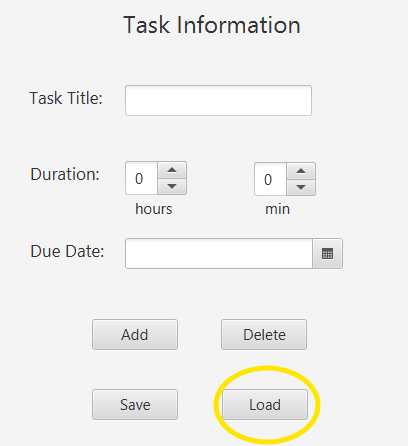 Task Information
Task Title:
Duration:
0
0
hours
min
Due Date:
Add
Delete
Save
Load